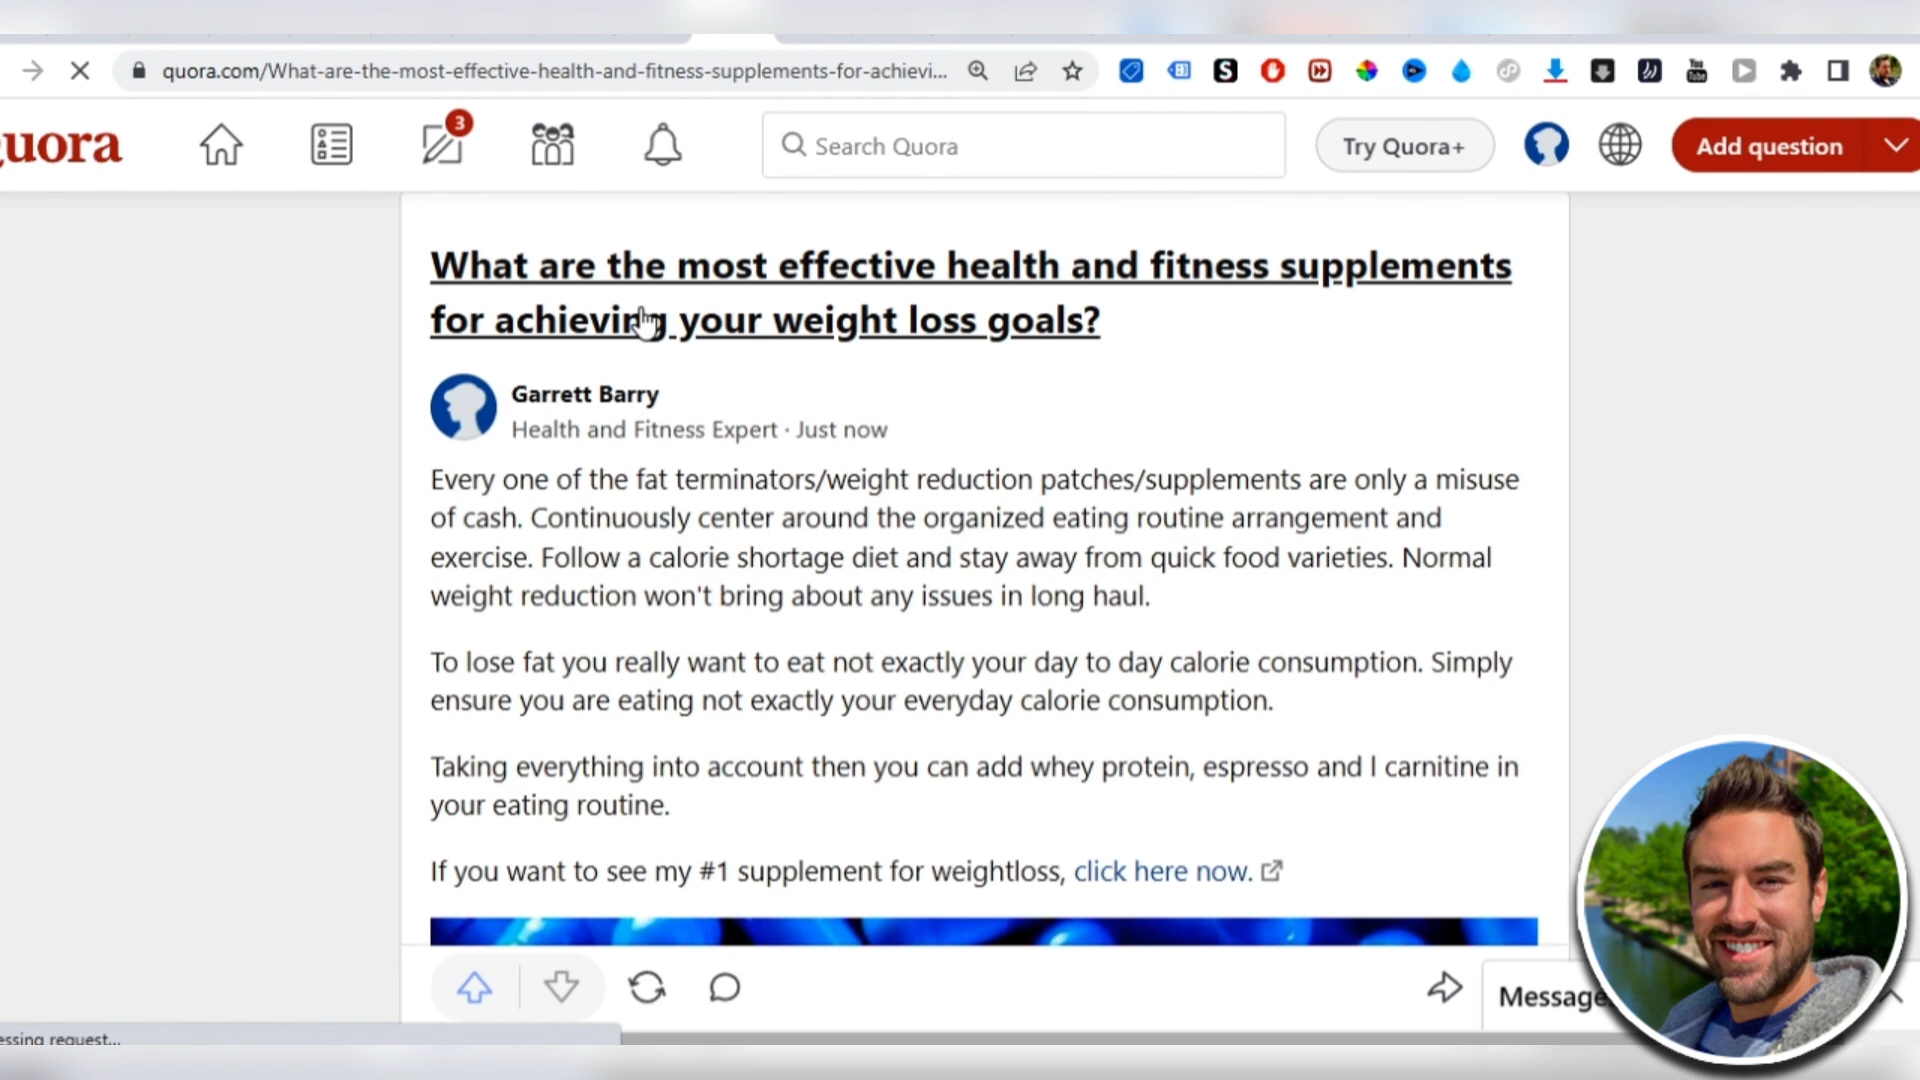 quora.com/What-are-the-most-effective-health-and-fitness-supplements-for-achievi...
uora
3
Search Quora
Try Quora+
Add question
What are the most effective health and fitness supplements
for achieving your weight loss goals?
Garrett Barry
Health and Fitness Expert · Just now
Every one of the fat terminators/weight reduction patches/supplements are only a misuse
of cash. Continuously center around the organized eating routine arrangement and
exercise. Follow a calorie shortage diet and stay away from quick food varieties. Normal
weight reduction won't bring about any issues in long haul.
To lose fat you really want to eat not exactly your day to day calorie consumption. Simply
ensure you are eating not exactly your everyday calorie consumption.
Taking everything into account then you can add whey protein, espresso and l carnitine in
your eating routine.
If you want to see my #1 supplement for weightloss, click here now.
Message
essing request...